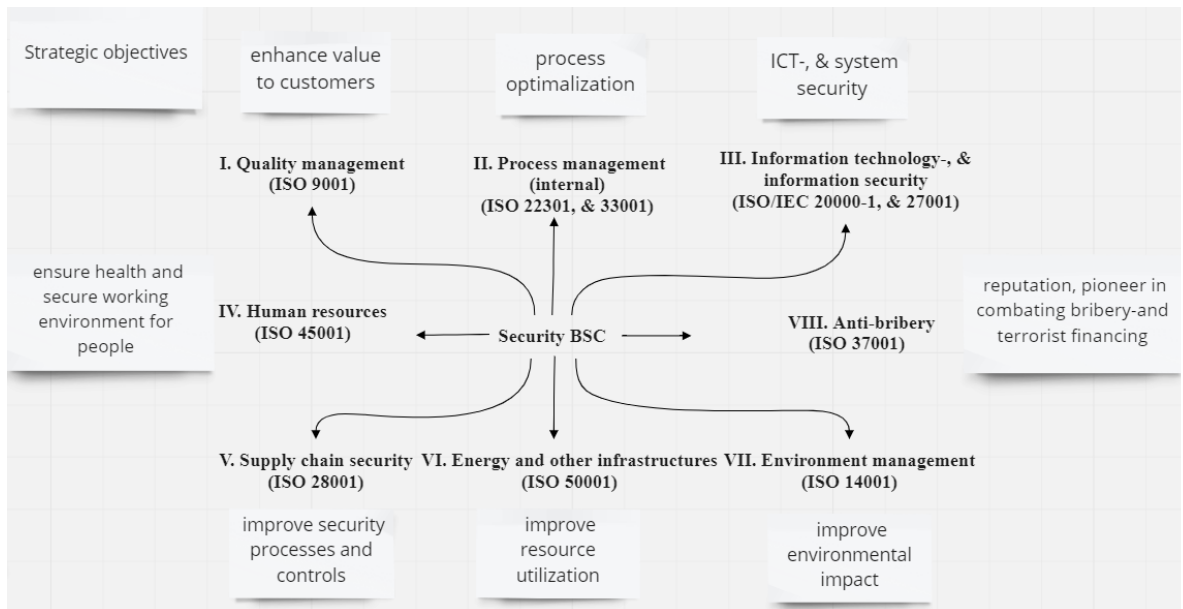 Strategic objectives
enhance value
to customers
process
optimalization
ICT-, & system
security
I. Quality management
(ISO 9001)
II. Process management
(internal)
(ISO 22301, & 33001)
III. Information technology-, &
information security
(ISO/IEC 20000-1, & 27001)
ensure health and
secure working
environment for
people
IV. Human resources
(ISO 45001)
Security BSC
VIII. Anti-bribery
(ISO 37001)
reputation, pioneer in
combating bribery-and
terrorist financing
V. Supply chain security
(ISO 28001)
VI. Energy and other infrastructures
(ISO 50001)
VII. Environment management
(ISO 14001)
improve security
processes and
controls
improve
resource
utilization
improve
environmental
impact